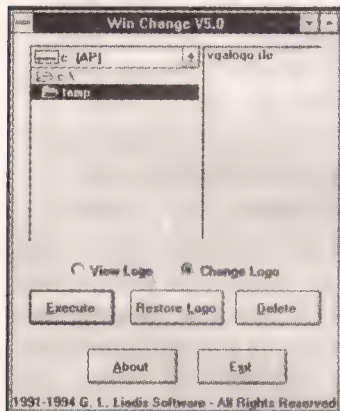 Win Change V5.0
c [AP]
vgalogo rle
c \
temp
View Logo
Change Logo
Execute
Restore Logo
Delete
About
Exit
1991-1994 G. L. Liadis Software - All Rights Reserved